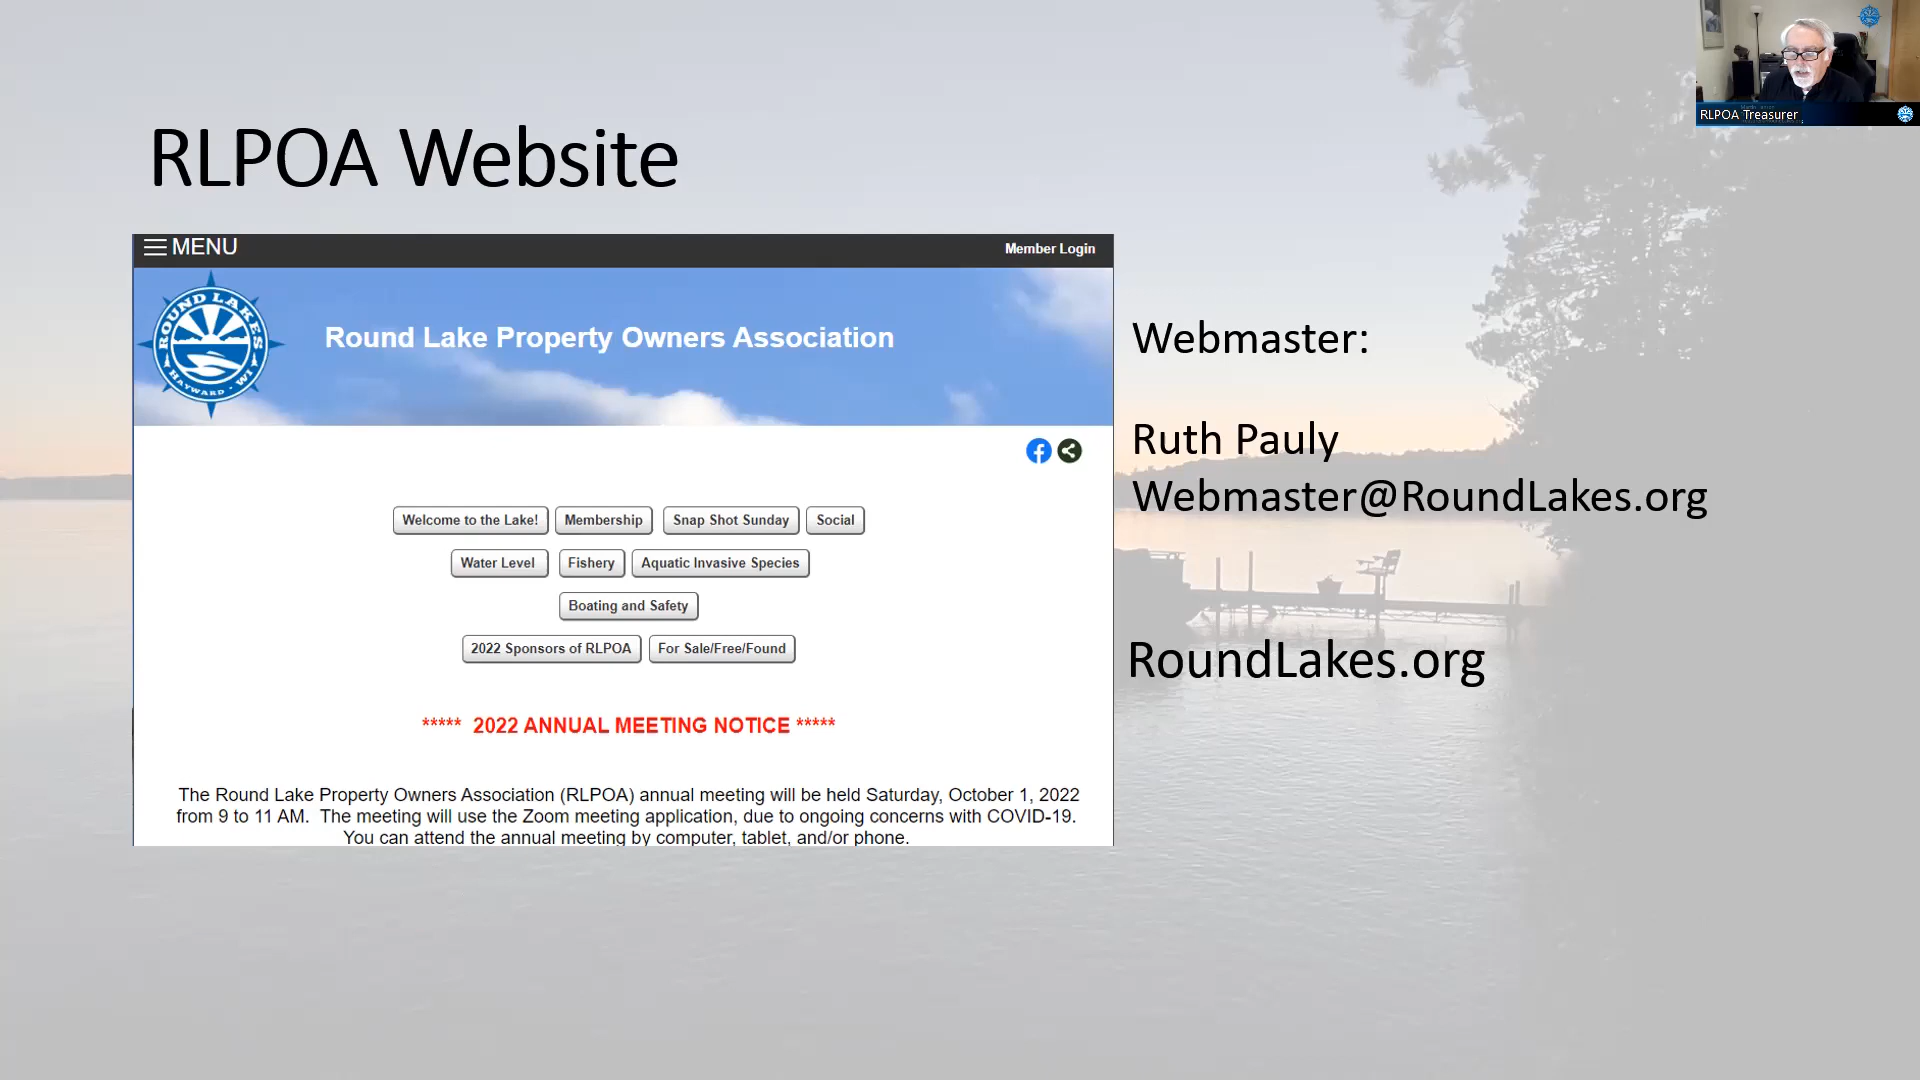 RLPOA Treasurer
RLPOA Website
MENU
Member Login
ROUND LAKES
HAYWARD · WI
Round Lake Property Owners Association
Webmaster:
Ruth Pauly
Webmaster@RoundLakes.org
RoundLakes.org
Welcome to the Lake! Membership Snap Shot Sunday Social
Water Level Fishery Aquatic Invasive Species
Boating and Safety
2022 Sponsors of RLPOA For Sale/Free/Found
***** 2022 ANNUAL MEETING NOTICE *****
The Round Lake Property Owners Association (RLPOA) annual meeting will be held Saturday, October 1, 2022
from 9 to 11 AM. The meeting will use the Zoom meeting application, due to ongoing concerns with COVID-19.
You can attend the annual meeting by computer, tablet, and/or phone.